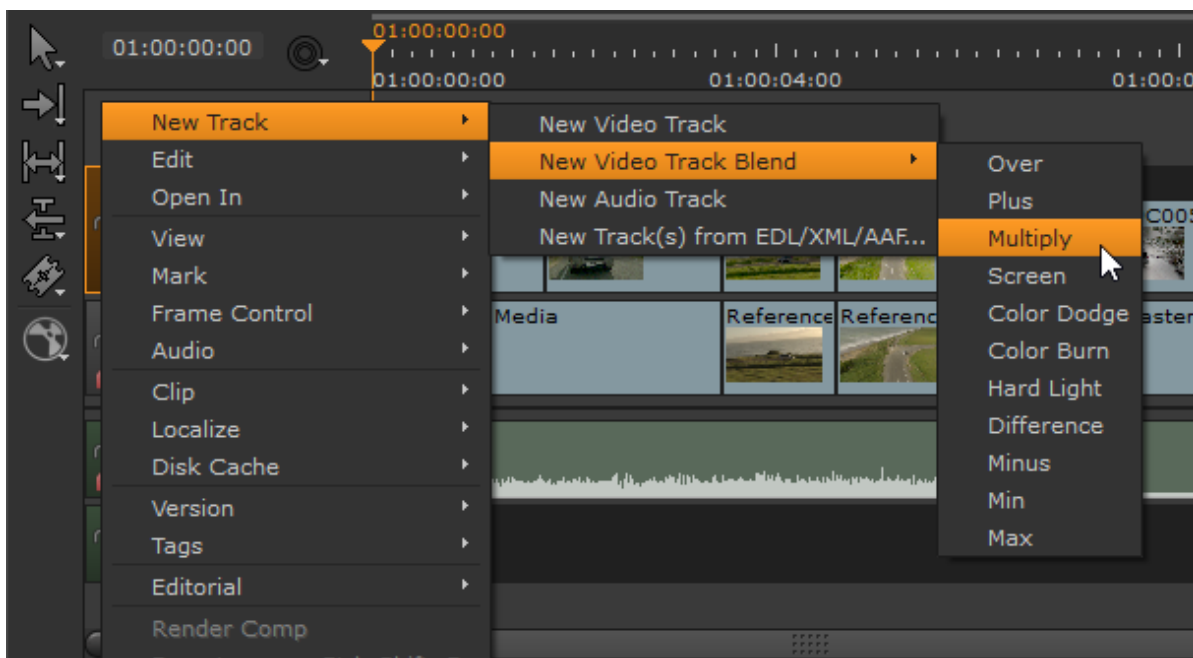 01:00:00:00
01:00:00:00
01:00:00:00
01:00:04:00
01:00:0
New Track
Edit
Open In
View
Mark
Frame Control
Audio
Clip
Localize
Disk Cache
Version
Tags
Editorial
Render Comp
New Video Track
New Video Track Blend
New Audio Track
New Track(s) from EDL/XML/AAF...
Over
Plus
Multiply
Screen
Color Dodge
Color Burn
Hard Light
Difference
Minus
Min
Max
C005
Media
Reference
Referenc
aster